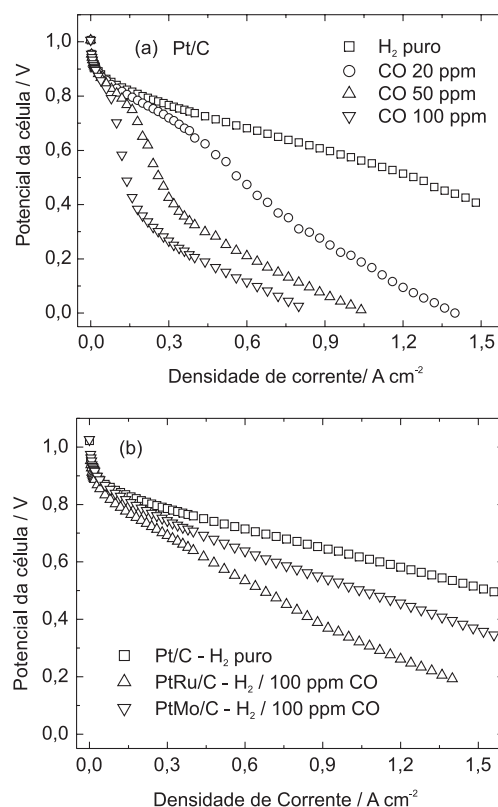 (a) Pt/C
H₂ puro
CO 20 ppm
CO 50 ppm
CO 100 ppm
Potencial da célula / V
1,0
0,8
0,6
0,4
0,2
0,0
0,0 0,3 0,6 0,9 1,2 1,5
Densidade de corrente/ A cm⁻²
(b)
Potencial da célula / V
1,0
0,8
0,6
0,4
0,2
0,0
Pt/C - H₂ puro
PtRu/C - H₂ / 100 ppm CO
PtMo/C - H₂ / 100 ppm CO
0,0 0,3 0,6 0,9 1,2 1,5
Densidade de Corrente / A cm⁻²